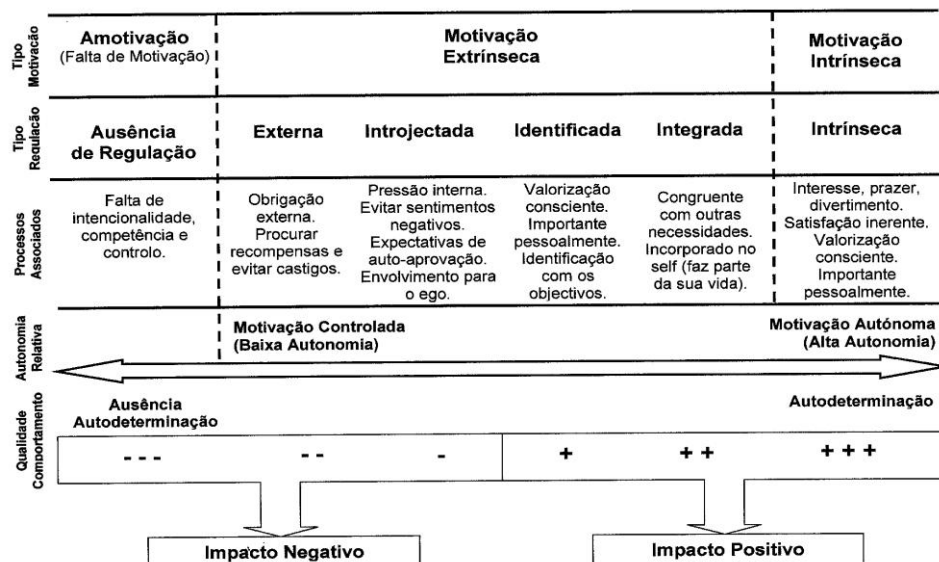 Tipo
Motivação
Amotivação
(Falta de Motivação)
Motivação
Extrínseca
Motivação
Intrínseca
Tipo
Regulação
Ausência
de Regulação
Externa
Introjectada
Identificada
Integrada
Intrínseca
Processos
Associados
Falta de
intencionalidade,
competência e
controlo.
Obrigação
externa.
Procurar
recompensas e
evitar castigos.
Pressão interna.
Evitar sentimentos
negativos.
Expectativas de
auto-aprovação.
Envolvimento para
o ego.
Valorização
consciente.
Importante
pessoalmente.
Identificação
com os
objectivos.
Congruente
com outras
necessidades.
Incorporado no
self (faz parte
da sua vida).
Interesse, prazer,
divertimento.
Satisfação inerente.
Valorização
consciente.
Importante
pessoalmente.
Autonomia
Relativa
Motivação Controlada
(Baixa Autonomia)
Motivação Autónoma
(Alta Autonomia)
Qualidade
Comportamento
Ausência
Autodeterminação
Autodeterminação
- - -
- -
-
+
+ +
+ + +
Impacto Negativo
Impacto Positivo